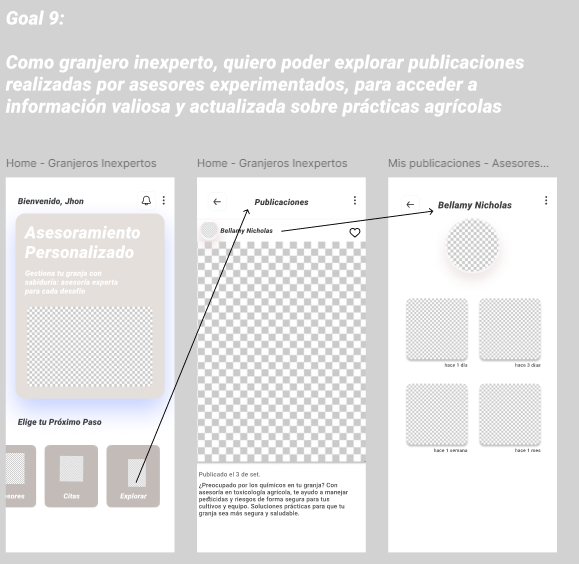 Goal 9:
Como granjero inexperto, quiero poder explorar publicaciones
realizadas por asesores experimentados, para acceder a
información valiosa y actualizada sobre prácticas agrícolas
Home - Granjeros Inexpertos
Bienvenido, Jhon
Asesoramiento
Personalizado
Gestiona tu granja con
sabiduría: asesoría experta
para cada desafío
Elige tu Próximo Paso
Citas
Explorar
Home - Granjeros Inexpertos
Publicaciones
Bellamy Nicholas
Publicado el 3 de set.
¿Preocupado por los químicos en tu granja? Con
asesoría en toxicología agrícola, te ayudo a manejar
pesticidas y riesgos de forma segura para tus
cultivos y equipo. Soluciones prácticas para que tu
granja sea más segura y saludable.
Mis publicaciones - Asesores...
Bellamy Nicholas
hace 1 día
hace 3 días
hace 1 semana
hace 1 mes